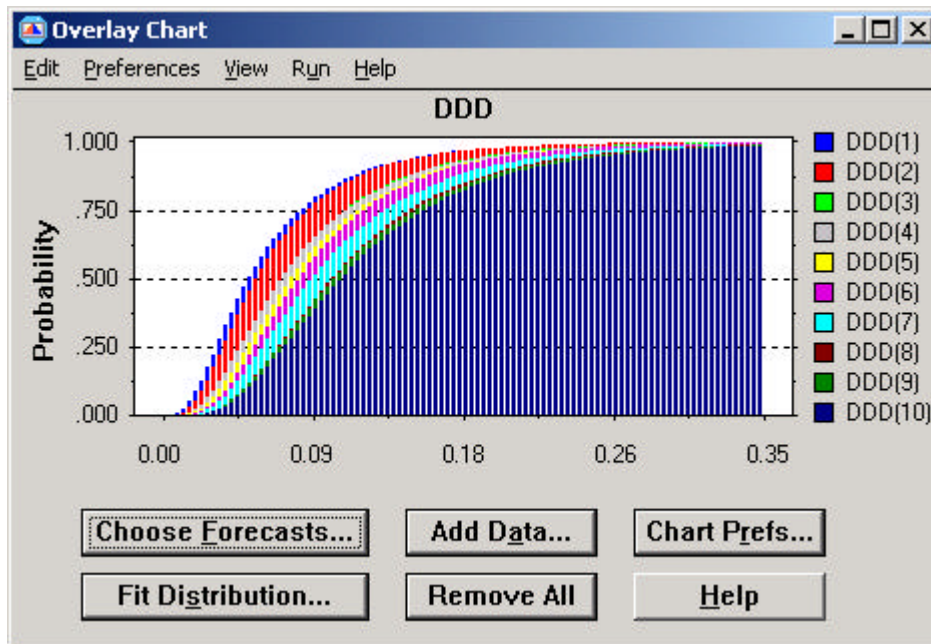 Overlay Chart
Edit Preferences View Run Help
DDD
Probability
1.000
.750
.500
.250
.000
0.00 0.09 0.18 0.26 0.35
DDD(1)
DDD(2)
DDD(3)
DDD(4)
DDD(5)
DDD(6)
DDD(7)
DDD(8)
DDD(9)
DDD(10)
Choose Forecasts... Add Data... Chart Prefs...
Fit Distribution... Remove All Help